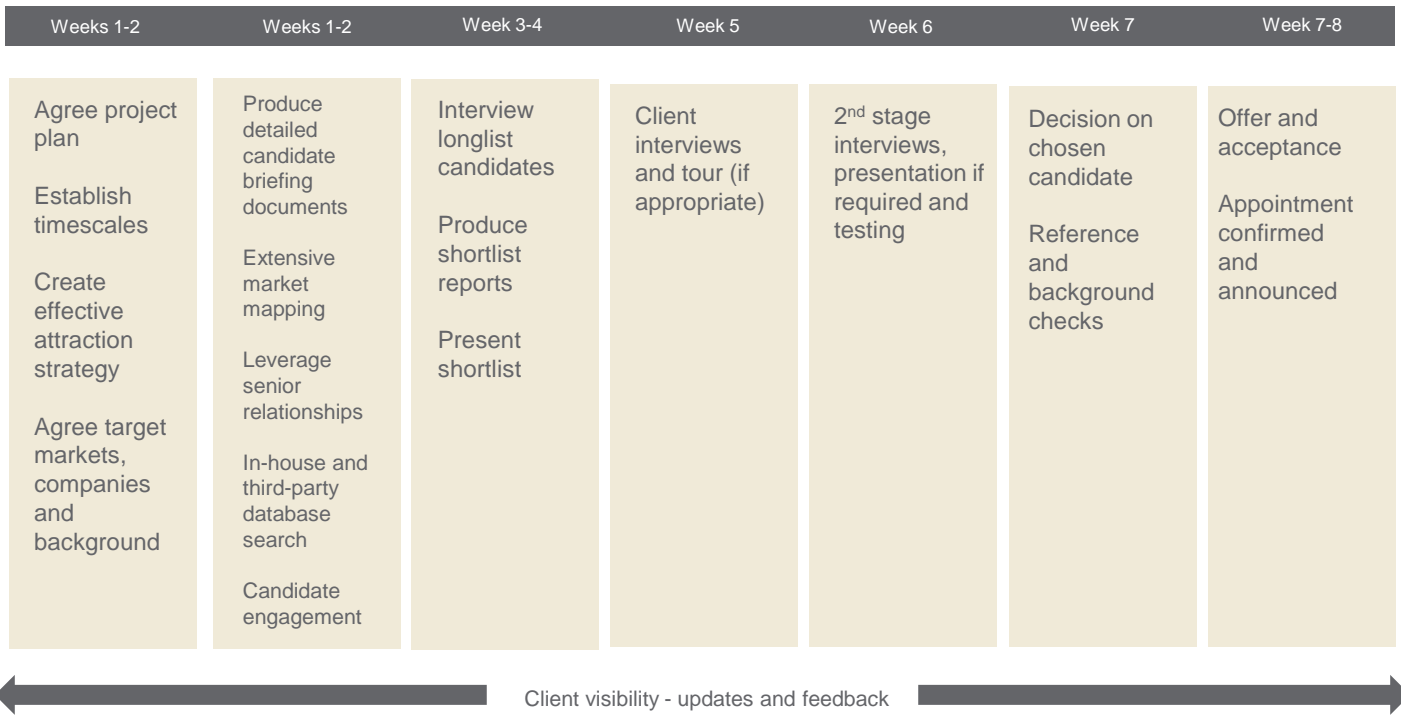 Weeks 1-2
Weeks 1-2
Week 3-4
Week 5
Week 6
Week 7
Week 7-8
Agree project
plan
Establish
timescales
Create
effective
attraction
strategy
Agree target
markets,
companies
and
background
Produce
detailed
candidate
briefing
documents
Extensive
market
mapping
Leverage
senior
relationships
In-house and
third-party
database
search
Candidate
engagement
Interview
longlist
candidates
Produce
shortlist
reports
Present
shortlist
Client
interviews
and tour (if
appropriate)
2nd stage
interviews,
presentation if
required and
testing
Decision on
chosen
candidate
Reference
and
background
checks
Offer and
acceptance
Appointment
confirmed
and
announced
Client visibility - updates and feedback